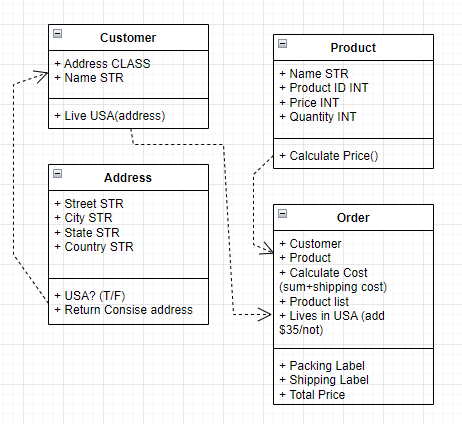 Customer
+ Address CLASS
+ Name STR
+ Live USA(address)
Address
+ Street STR
+ City STR
+ State STR
+ Country STR
+ USA? (T/F)
+ Return Consise address
Product
+ Name STR
+ Product ID INT
+ Price INT
+ Quantity INT
+ Calculate Price()
Order
+ Customer
+ Product
+ Calculate Cost
(sum+shipping cost)
+ Product list
+ Lives in USA (add
$35/not)
+ Packing Label
+ Shipping Label
+ Total Price